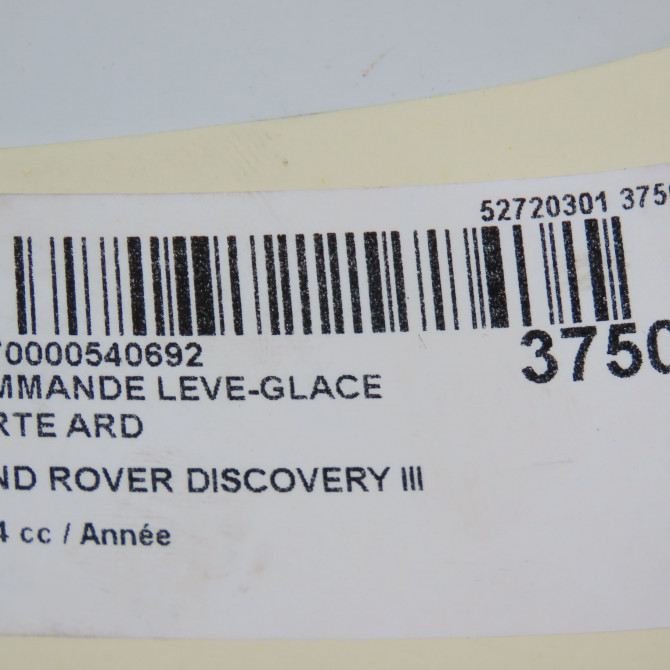 52720301 375
70000540692
3750
MMANDE LEVE-GLACE
RTE ARD
ND ROVER DISCOVERY III
4 cc / Année